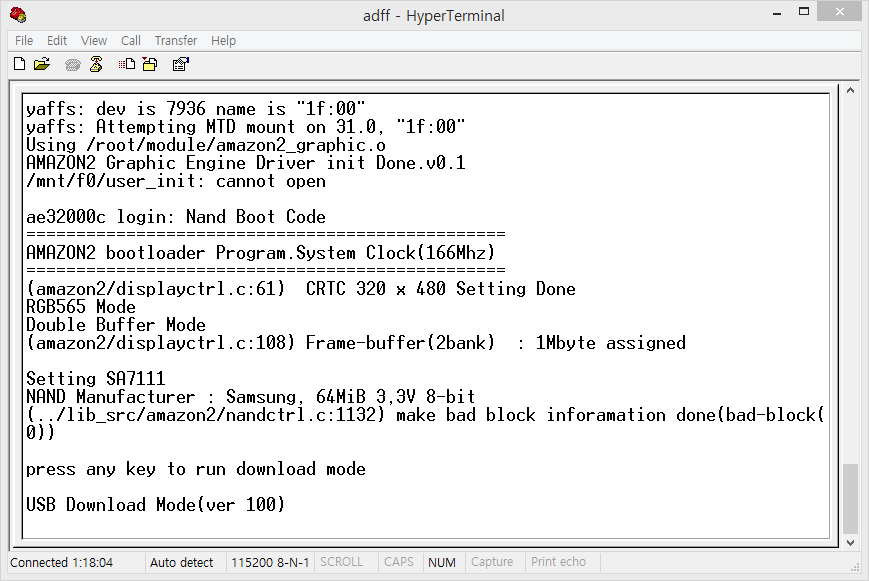 adff - HyperTerminal
File Edit View Call Transfer Help
yaffs: dev is 7936 name is "1f:00"
yaffs: Attempting MTD mount on 31.0, "1f:00"
Using /root/module/amazon2_graphic.o
AMAZON2 Graphic Engine Driver init Done.v0.1
/mnt/f0/user_init: cannot open
ae32000c login: Nand Boot Code
================================================
AMAZON2 bootloader Program.System Clock(166Mhz)
================================================
(amazon2/displayctrl.c:61)  CRTC 320 x 480 Setting Done
RGB565 Mode
Double Buffer Mode
(amazon2/displayctrl.c:108) Frame-buffer(2bank)  : 1Mbyte assigned
Setting SA7111
NAND Manufacturer : Samsung, 64MiB 3,3V 8-bit
(../lib_src/amazon2/nandctrl.c:1132) make bad block inforamation done(bad-block(
0))
press any key to run download mode
USB Download Mode(ver 100)
Connected 1:18:04 Auto detect 115200 8-N-1 SCROLL CAPS NUM Capture Print echo